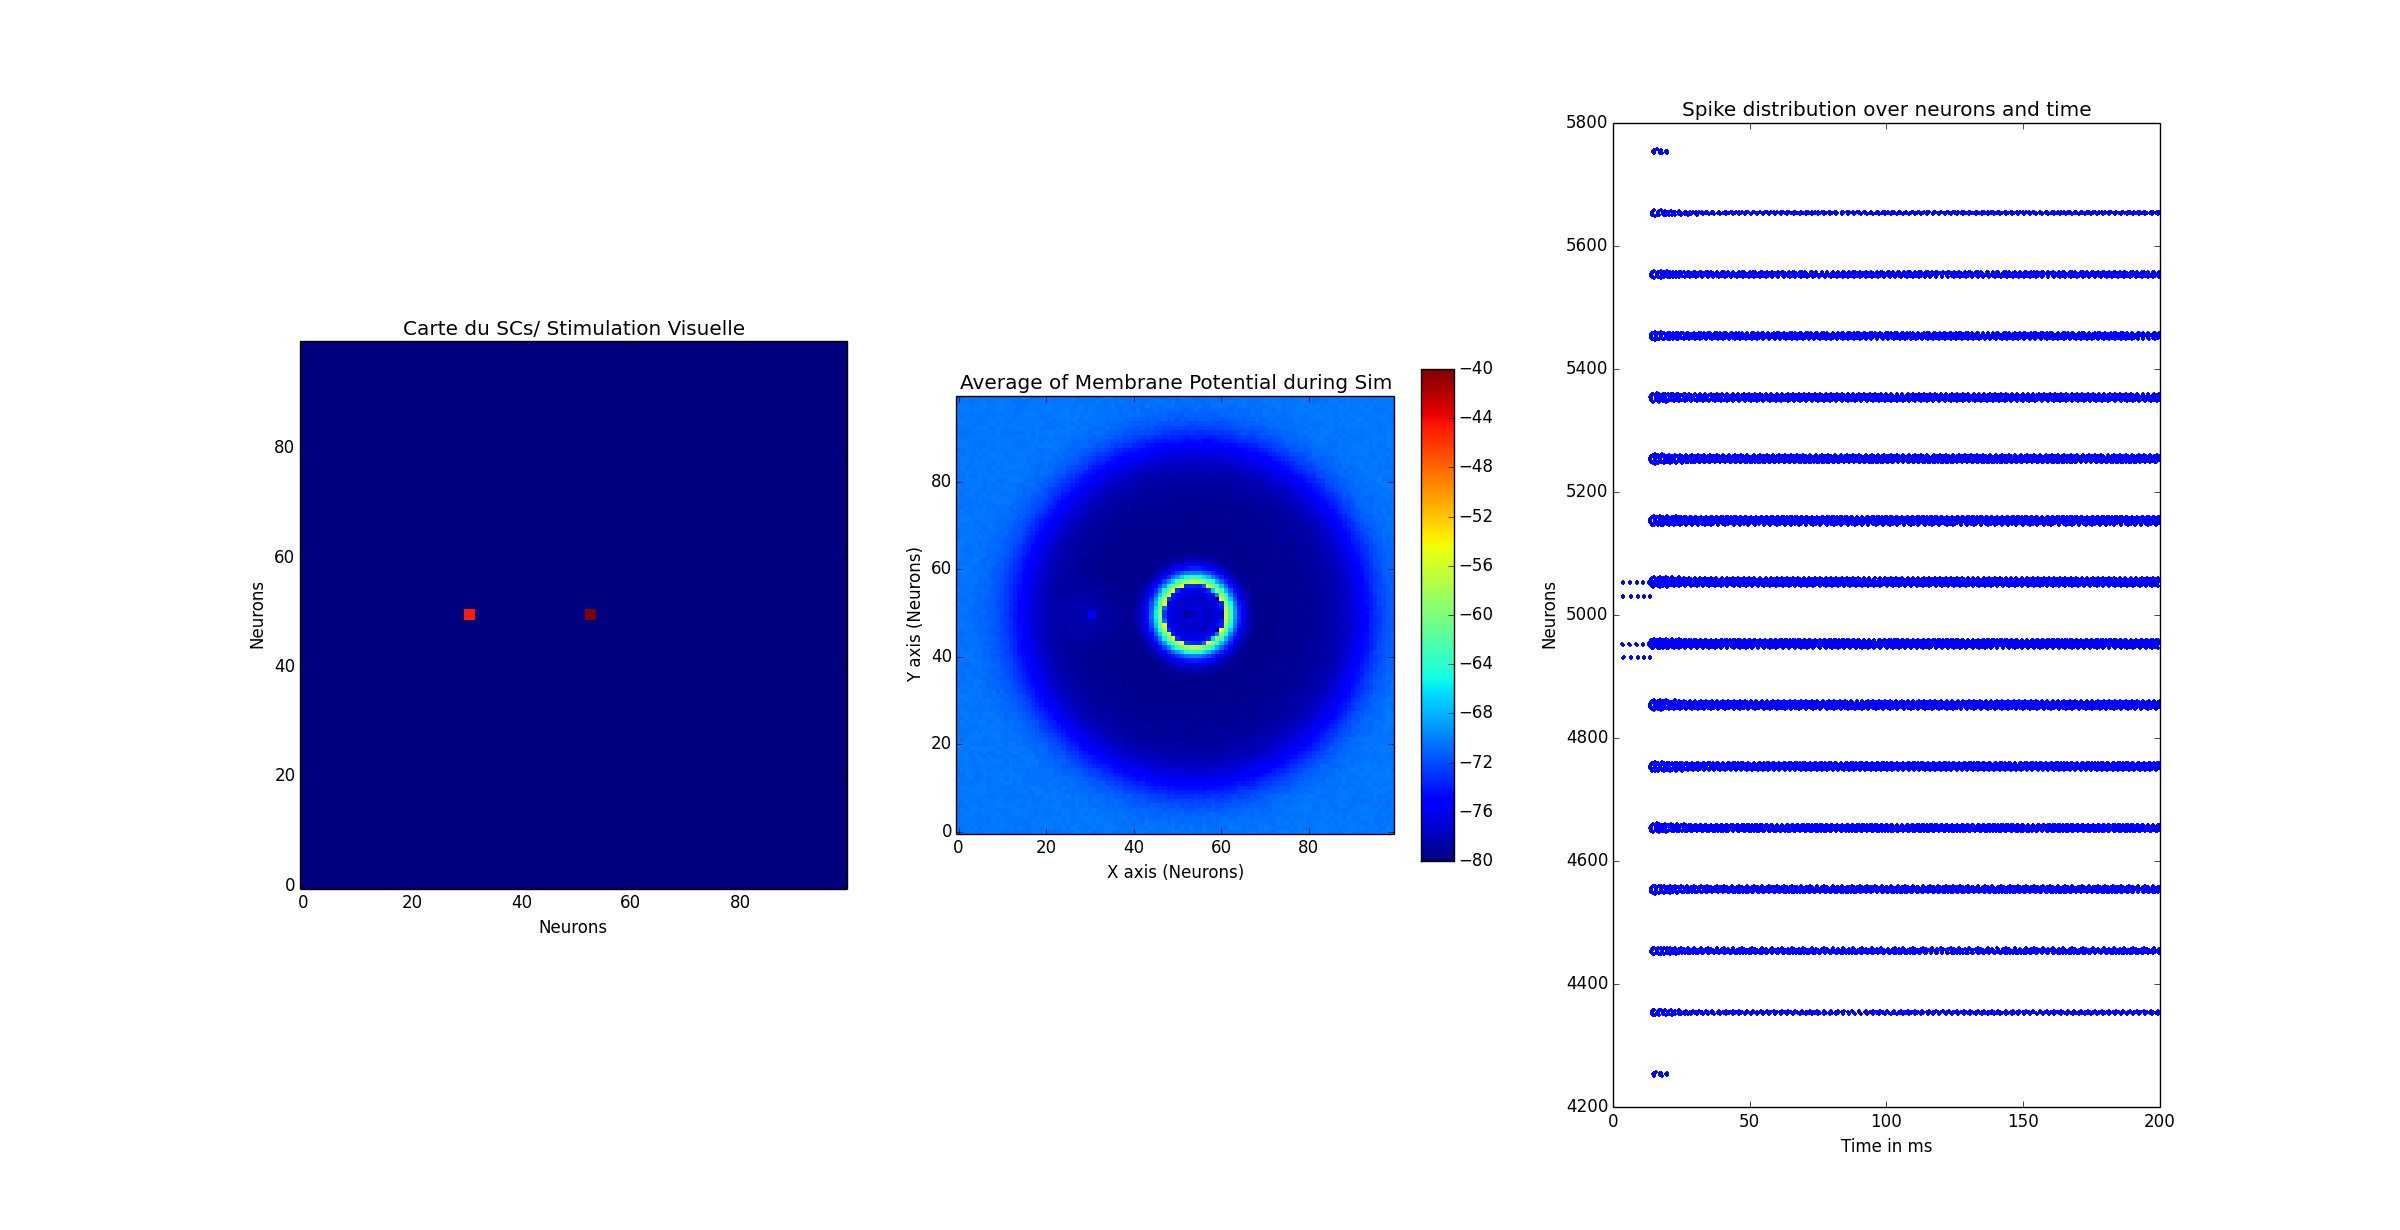 Carte du SCs/ Stimulation Visuelle
80
60
40
20
0
Neurons
0 20 40 60 80
Neurons
Average of Membrane Potential during Sim
80
60
40
20
0
Y axis (Neurons)
0 20 40 60 80
X axis (Neurons)
−40
−44
−48
−52
−56
−60
−64
−68
−72
−76
−80
Spike distribution over neurons and time
5800
5600
5400
5200
5000
4800
4600
4400
4200
Neurons
0 50 100 150 200
Time in ms